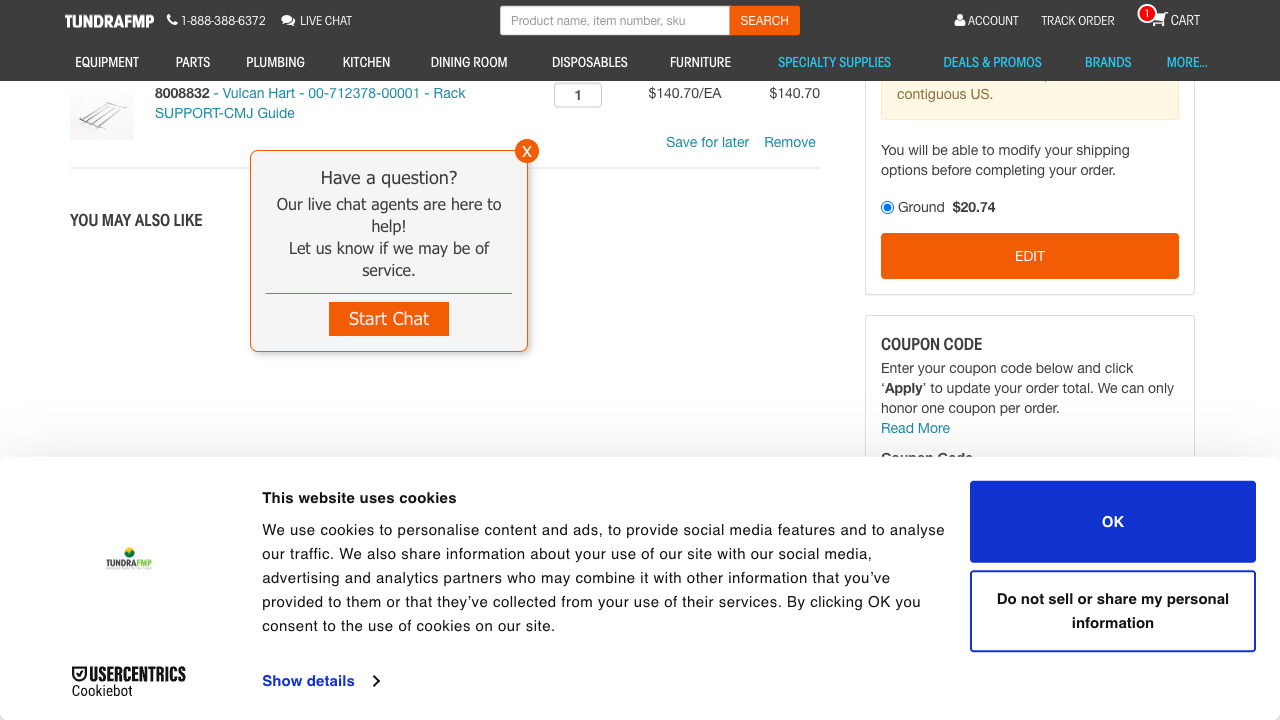 TUNDRAFMP 1-888-388-6372 LIVE CHAT Product name, item number, sku SEARCH ACCOUNT TRACK ORDER 1 CART
EQUIPMENT PARTS PLUMBING KITCHEN DINING ROOM DISPOSABLES FURNITURE SPECIALTY SUPPLIES DEALS & PROMOS BRANDS MORE...
8008832 - Vulcan Hart - 00-712378-00001 - Rack
SUPPORT-CMJ Guide
1 $140.70/EA $140.70
Save for later Remove
YOU MAY ALSO LIKE
X
Have a question?
Our live chat agents are here to
help!
Let us know if we may be of
service.
Start Chat
contiguous US.
You will be able to modify your shipping
options before completing your order.
Ground $20.74
EDIT
COUPON CODE
Enter your coupon code below and click
‘Apply’ to update your order total. We can only
honor one coupon per order.
Read More
Coupon Code
This website uses cookies
We use cookies to personalise content and ads, to provide social media features and to analyse
our traffic. We also share information about your use of our site with our social media,
advertising and analytics partners who may combine it with other information that you’ve
provided to them or that they’ve collected from your use of their services. By clicking OK you
consent to the use of cookies on our site.
Show details
OK
Do not sell or share my personal
information
TUNDRAFMP
USERCENTRICS
Cookiebot